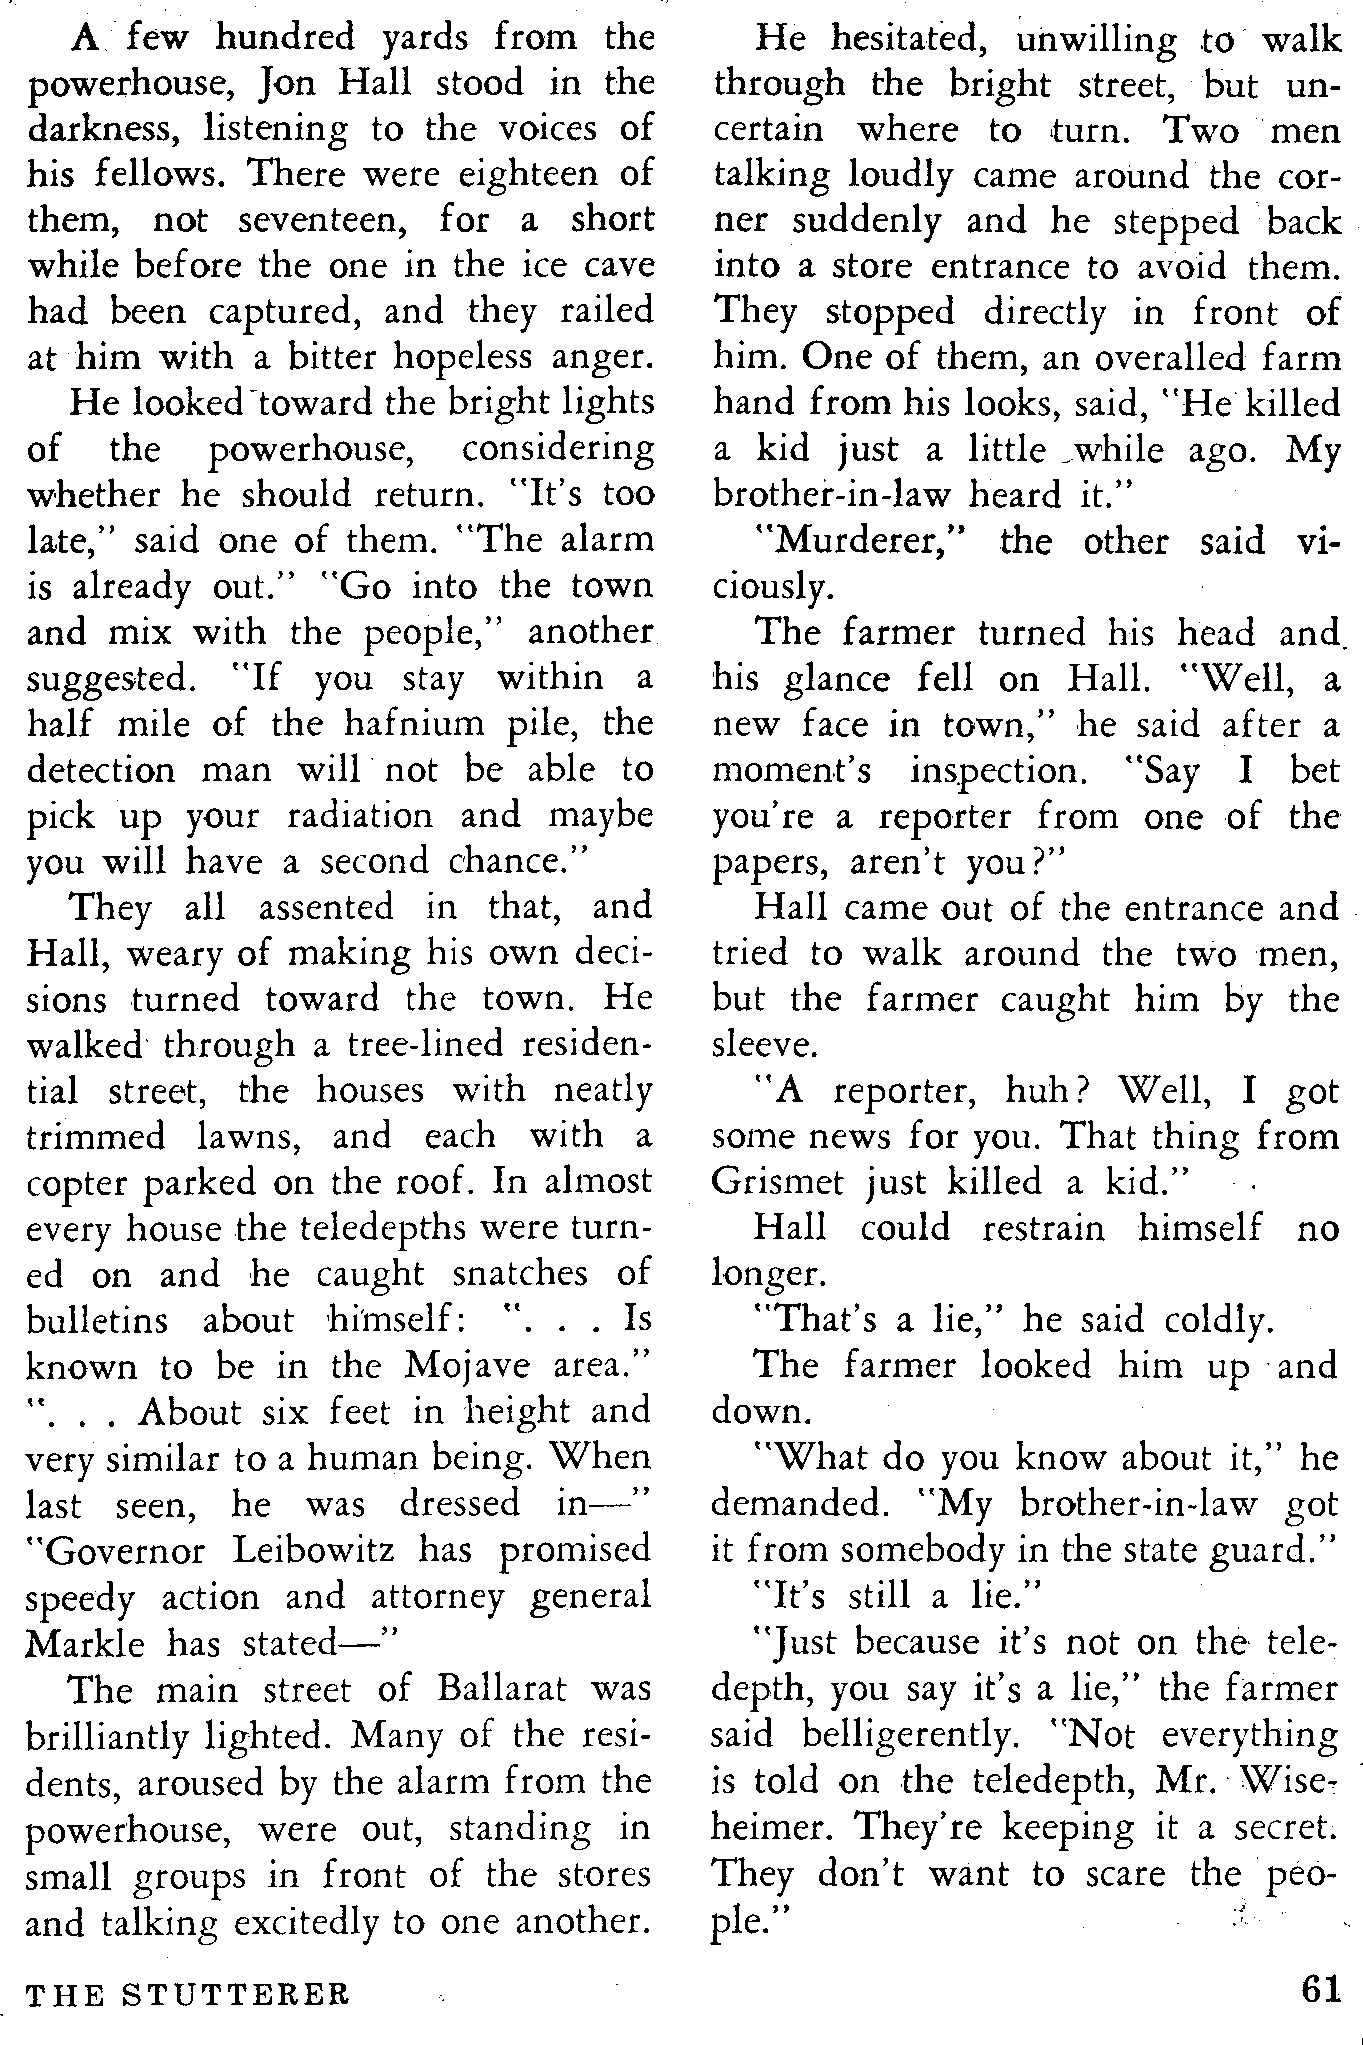 A few hundred yards from the
powerhouse, Jon Hall stood in the
darkness, listening to the voices of
his fellows. There were eighteen of
them, not seventeen, for a short
while before the one in the ice cave
had been captured, and they railed
at him with a bitter hopeless anger.
He looked toward the bright lights
of the powerhouse, considering
whether he should return. "It's too
late," said one of them. "The alarm
is already out." "Go into the town
and mix with the people," another
suggested. "If you stay within a
half mile of the hafnium pile, the
detection man will not be able to
pick up your radiation and maybe
you will have a second chance."
They all assented in that, and
Hall, weary of making his own deci-
sions turned toward the town. He
walked through a tree-lined residen-
tial street, the houses with neatly
trimmed lawns, and each with a
copter parked on the roof. In almost
every house the teledepths were turn-
ed on and he caught snatches of
bulletins about himself: ". . . Is
known to be in the Mojave area."
". . . About six feet in height and
very similar to a human being. When
last seen, he was dressed in—"
"Governor Leibowitz has promised
speedy action and attorney general
Markle has stated—"
The main street of Ballarat was
brilliantly lighted. Many of the resi-
dents, aroused by the alarm from the
powerhouse, were out, standing in
small groups in front of the stores
and talking excitedly to one another.
He hesitated, unwilling to walk
through the bright street, but un-
certain where to turn. Two men
talking loudly came around the cor-
ner suddenly and he stepped back
into a store entrance to avoid them.
They stopped directly in front of
him. One of them, an overalled farm
hand from his looks, said, "He killed
a kid just a little while ago. My
brother-in-law heard it."
"Murderer," the other said vi-
ciously.
The farmer turned his head and
his glance fell on Hall. "Well, a
new face in town," he said after a
moment's inspection. "Say I bet
you're a reporter from one of the
papers, aren't you?"
Hall came out of the entrance and
tried to walk around the two men,
but the farmer caught him by the
sleeve.
"A reporter, huh? Well, I got
some news for you. That thing from
Grismet just killed a kid."
Hall could restrain himself no
longer.
"That's a lie," he said coldly.
The farmer looked him up and
down.
"What do you know about it," he
demanded. "My brother-in-law got
it from somebody in the state guard."
"It's still a lie."
"Just because it's not on the tele-
depth, you say it's a lie," the farmer
said belligerently. "Not everything
is told on the teledepth, Mr. Wise-
heimer. They're keeping it a secret.
They don't want to scare the peo-
ple."
THE STUTTERER
61